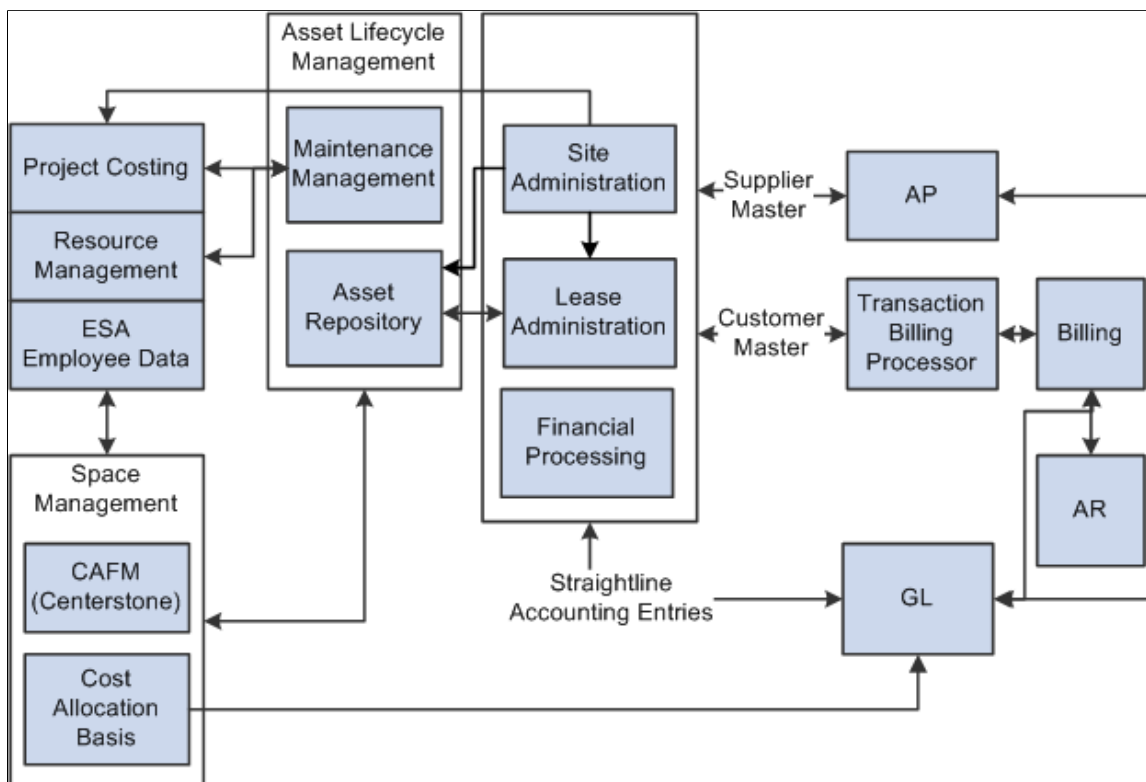 Asset Lifecycle
Management
Project Costing
Resource
Management
ESA
Employee Data
Maintenance
Management
Asset
Repository
Site
Administration
Lease
Administration
Financial
Processing
Supplier
Master
AP
Customer
Master
Transaction
Billing
Processor
Billing
AR
Space
Management
CAFM
(Centerstone)
Cost
Allocation
Basis
Straightline
Accounting Entries
GL